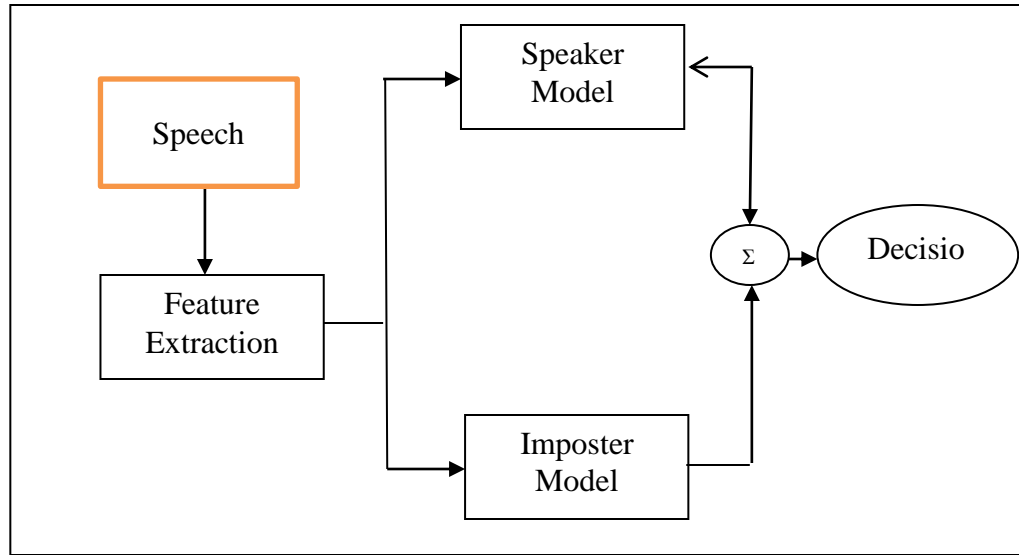 Speech
Feature
Extraction
Speaker
Model
Imposter
Model
Σ
Decisio